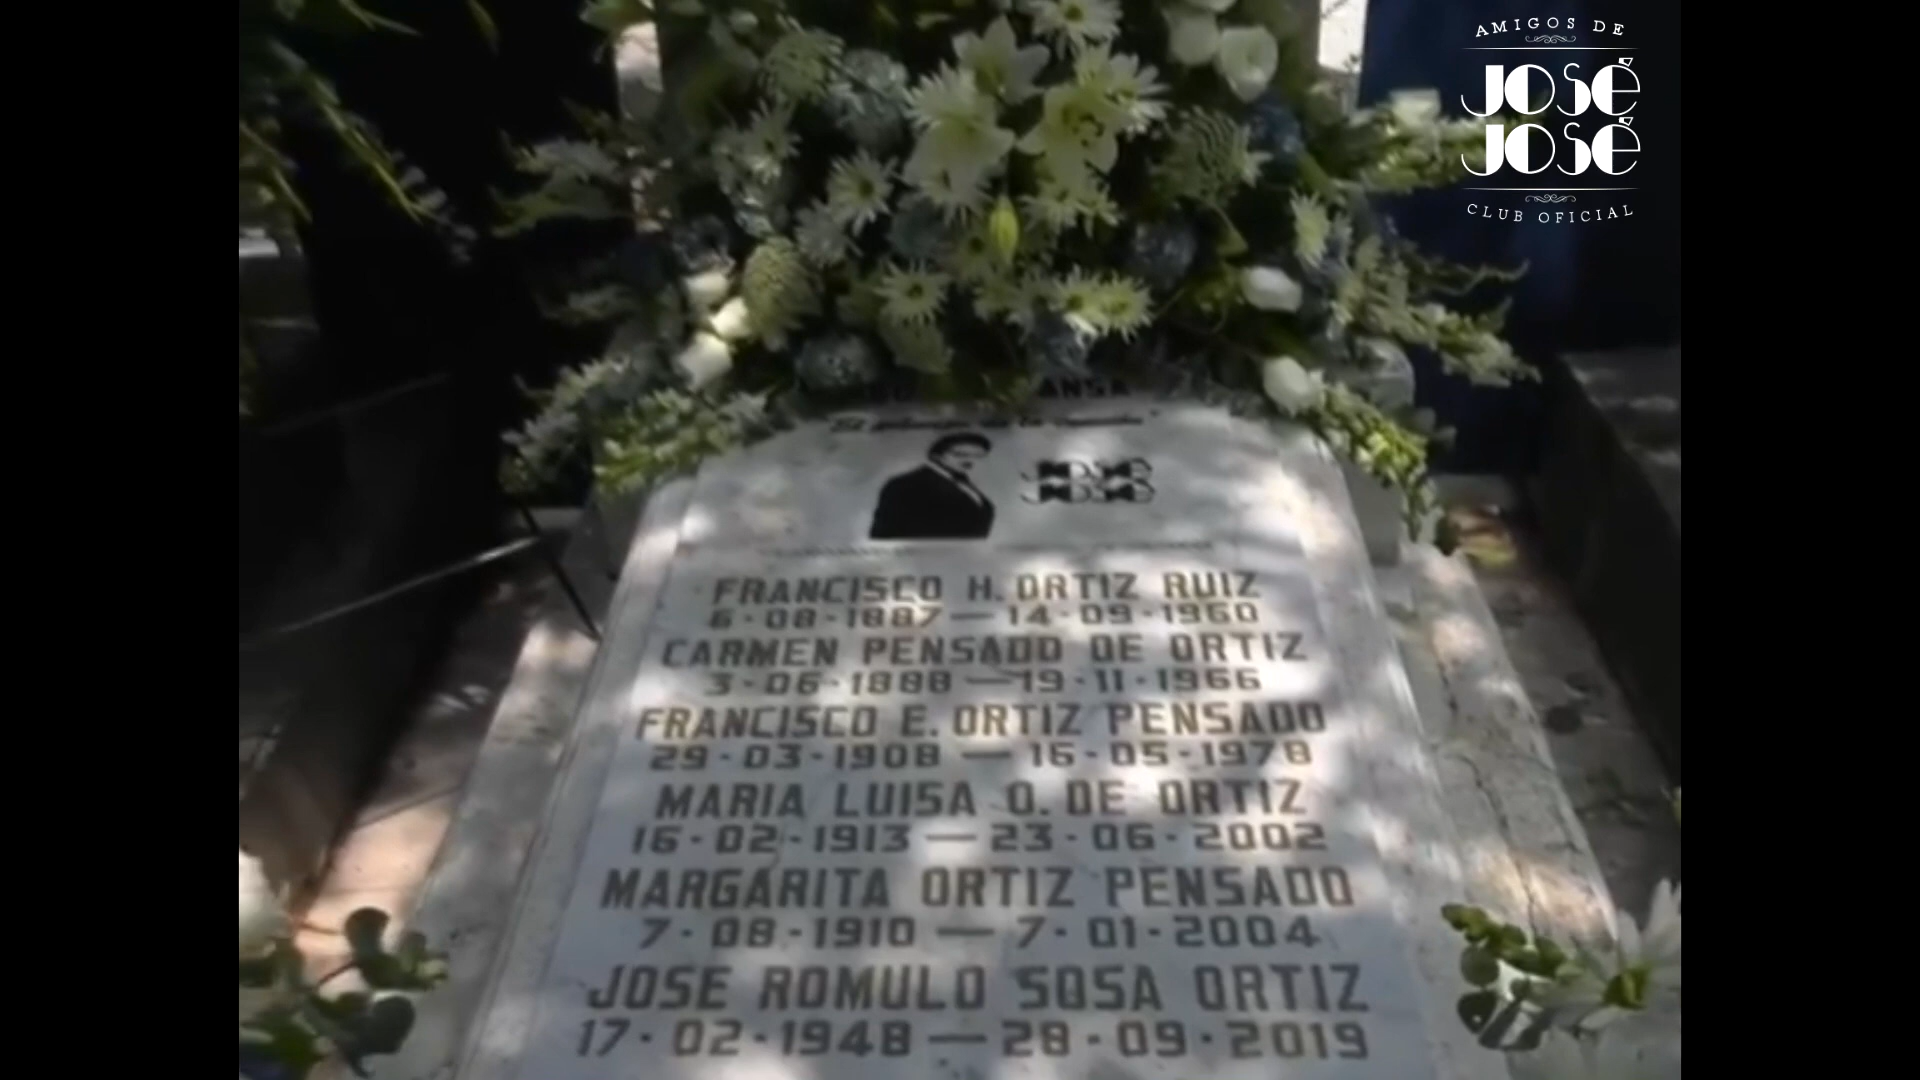 AMIGOS DE
JOSÉ
JOSÉ
CLUB OFICIAL
JOSÉ
JOSÉ
FRANCISCO H. ORTIZ RUIZ
6-08-1887 — 14-09-1960
CARMEN PENSADO DE ORTIZ
3-06-1888 — 19-11-1966
FRANCISCO E. ORTIZ PENSADO
29-03-1908 — 16-05-1978
MARIA LUISA O. DE ORTIZ
16-02-1913 — 23-06-2002
MARGARITA ORTIZ PENSADO
7-08-1910 — 7-01-2004
JOSE ROMULO SOSA ORTIZ
17-02-1948 — 28-09-2019